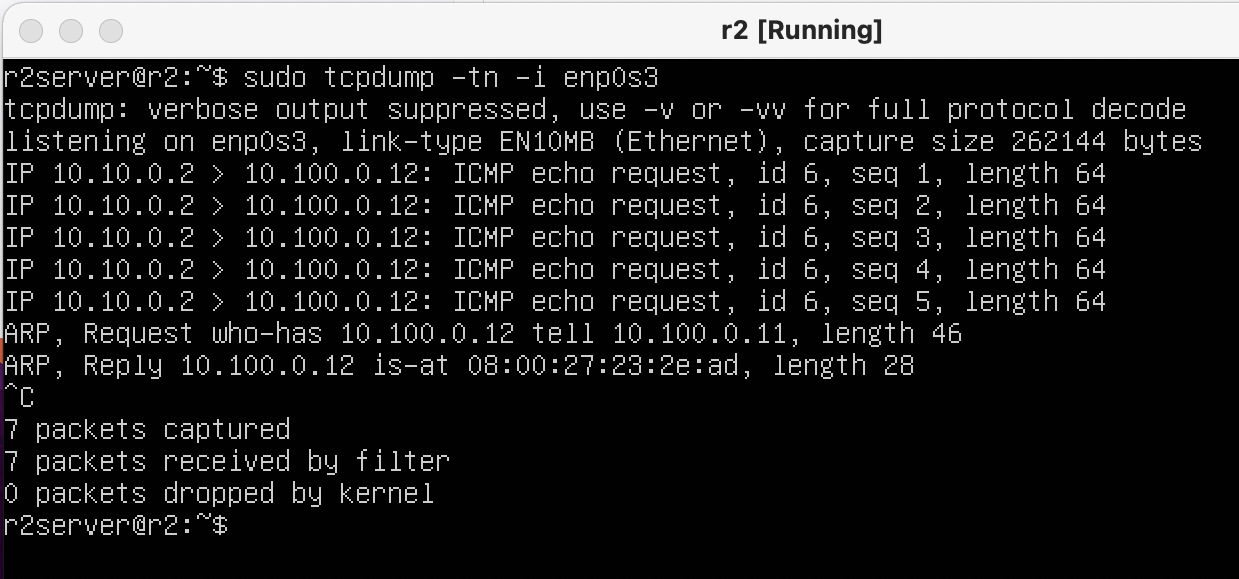 r2 [Running]
r2server@r2:~$ sudo tcpdump -tn -i enp0s3
tcpdump: verbose output suppressed, use -v or -vv for full protocol decode
listening on enp0s3, link-type EN10MB (Ethernet), capture size 262144 bytes
IP 10.10.0.2 > 10.100.0.12: ICMP echo request, id 6, seq 1, length 64
IP 10.10.0.2 > 10.100.0.12: ICMP echo request, id 6, seq 2, length 64
IP 10.10.0.2 > 10.100.0.12: ICMP echo request, id 6, seq 3, length 64
IP 10.10.0.2 > 10.100.0.12: ICMP echo request, id 6, seq 4, length 64
IP 10.10.0.2 > 10.100.0.12: ICMP echo request, id 6, seq 5, length 64
ARP, Request who-has 10.100.0.12 tell 10.100.0.11, length 46
ARP, Reply 10.100.0.12 is-at 08:00:27:23:2e:ad, length 28
^C
7 packets captured
7 packets received by filter
0 packets dropped by kernel
r2server@r2:~$